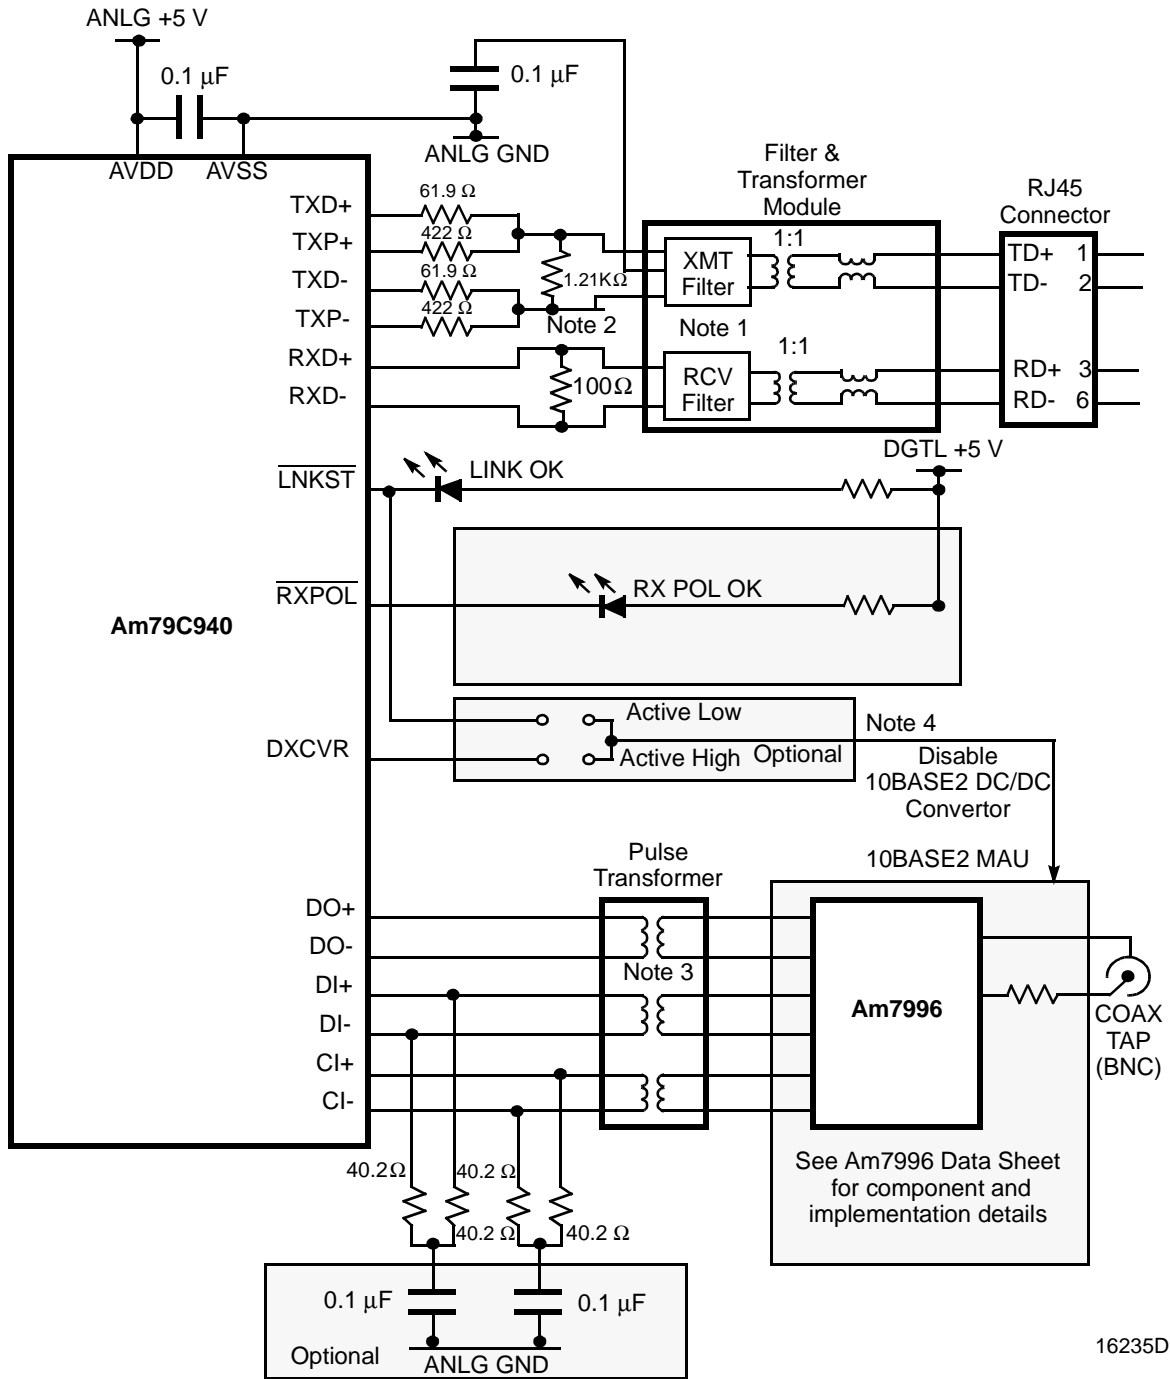 ANLG +5 V
0.1 μF
0.1 μF
ANLG GND
AVDD
AVSS
Filter &
Transformer
Module
RJ45
Connector
TXD+
61.9 Ω
TXP+
422 Ω
TXD-
61.9 Ω
TXP-
422 Ω
1.21KΩ
Note 2
XMT
Filter
1:1
TD+ 1
TD- 2
Note 1
1:1
RXD+
RXD-
100Ω
RCV
Filter
RD+ 3
RD- 6
DGTL +5 V
LNKST
LINK OK
RXPOL
RX POL OK
Am79C940
DXCVR
Active Low
Active High
Optional
Note 4
Disable
10BASE2 DC/DC
Convertor
10BASE2 MAU
Pulse
Transformer
DO+
DO-
DI+
DI-
CI+
CI-
Note 3
Am7996
COAX
TAP
(BNC)
See Am7996 Data Sheet
for component and
implementation details
40.2Ω
40.2 Ω
40.2 Ω
40.2 Ω
0.1 μF
0.1 μF
Optional
ANLG GND
16235D